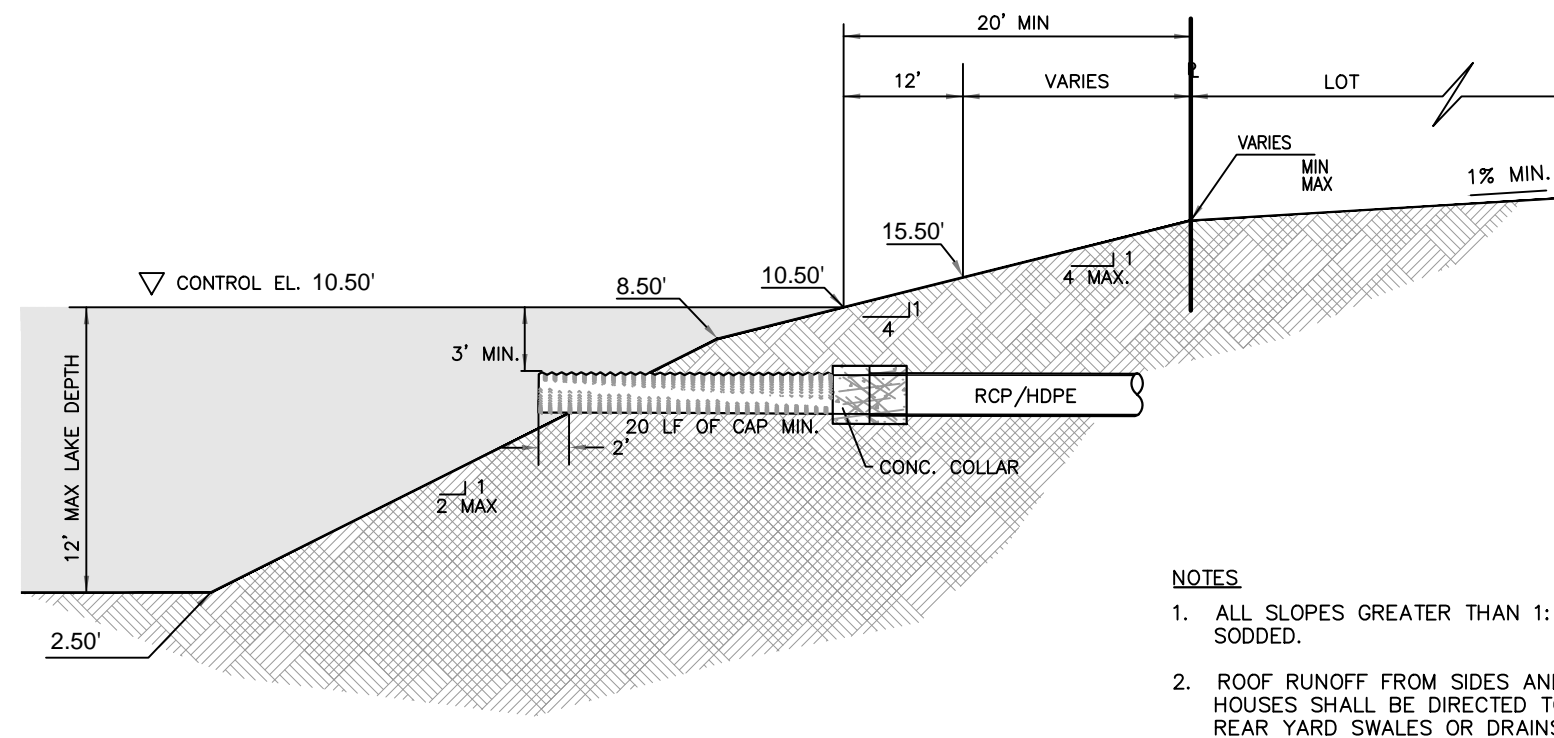 20' MIN
12'
VARIES
LOT
VARIES
MIN
MAX
1% MIN.
15.50'
1
4 MAX.
CONTROL EL. 10.50'
8.50'
10.50'
1
4
12' MAX LAKE DEPTH
3' MIN.
RCP/HDPE
20 LF OF CAP MIN.
2'
CONC. COLLAR
1
2 MAX
2.50'
NOTES
1. ALL SLOPES GREATER THAN 1:
SODDED.
2. ROOF RUNOFF FROM SIDES
HOUSES SHALL BE DIRECTED
REAR YARD SWALES OR DRAINS